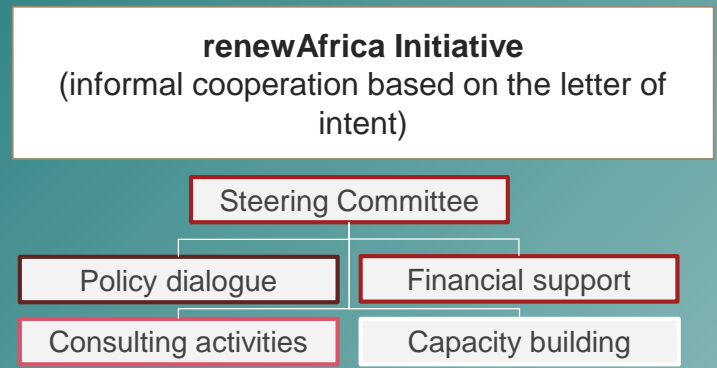 renewAfrica Initiative
(informal cooperation based on the letter of
intent)
Steering Committee
Policy dialogue
Financial support
Consulting activities
Capacity building